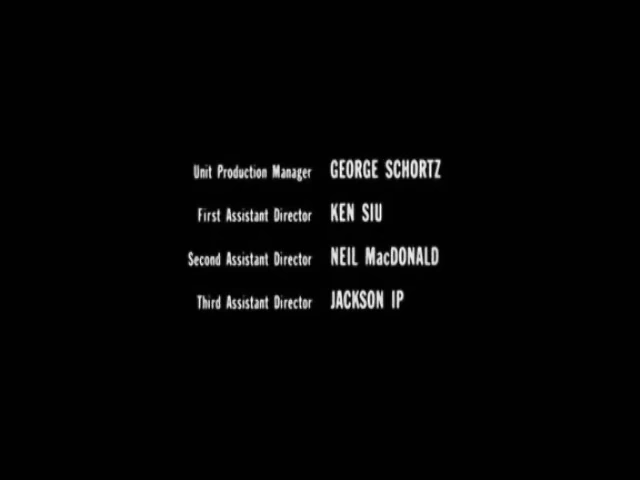 Unit Production Manager GEORGE SCHORTZ
First Assistant Director KEN SIU
Second Assistant Director NEIL MacDONALD
Third Assistant Director JACKSON IP